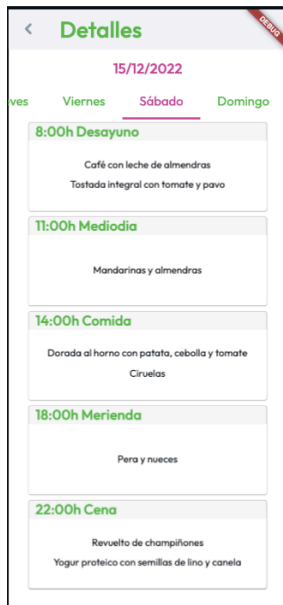 Detalles
DEBUG
15/12/2022
ves Viernes Sábado Domingo
8:00h Desayuno
Café con leche de almendras
Tostada integral con tomate y pavo
11:00h Mediodia
Mandarinas y almendras
14:00h Comida
Dorada al horno con patata, cebolla y tomate
Ciruelas
18:00h Merienda
Pera y nueces
22:00h Cena
Revuelto de champiñones
Yogur proteico con semillas de lino y canela